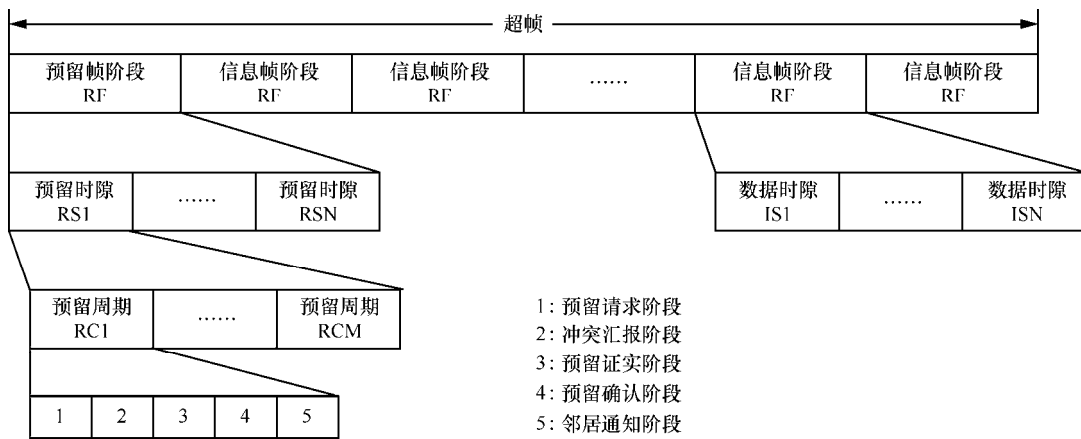 超帧
预留帧阶段 信息帧阶段 信息帧阶段 …… 信息帧阶段 信息帧阶段
RF RF RF RF RF
预留时隙 …… 预留时隙 数据时隙 …… 数据时隙
RS1 RSN IS1 ISN
预留周期 …… 预留周期
RC1 RCM
1 2 3 4 5
1: 预留请求阶段
2: 冲突汇报阶段
3: 预留证实阶段
4: 预留确认阶段
5: 邻居通知阶段